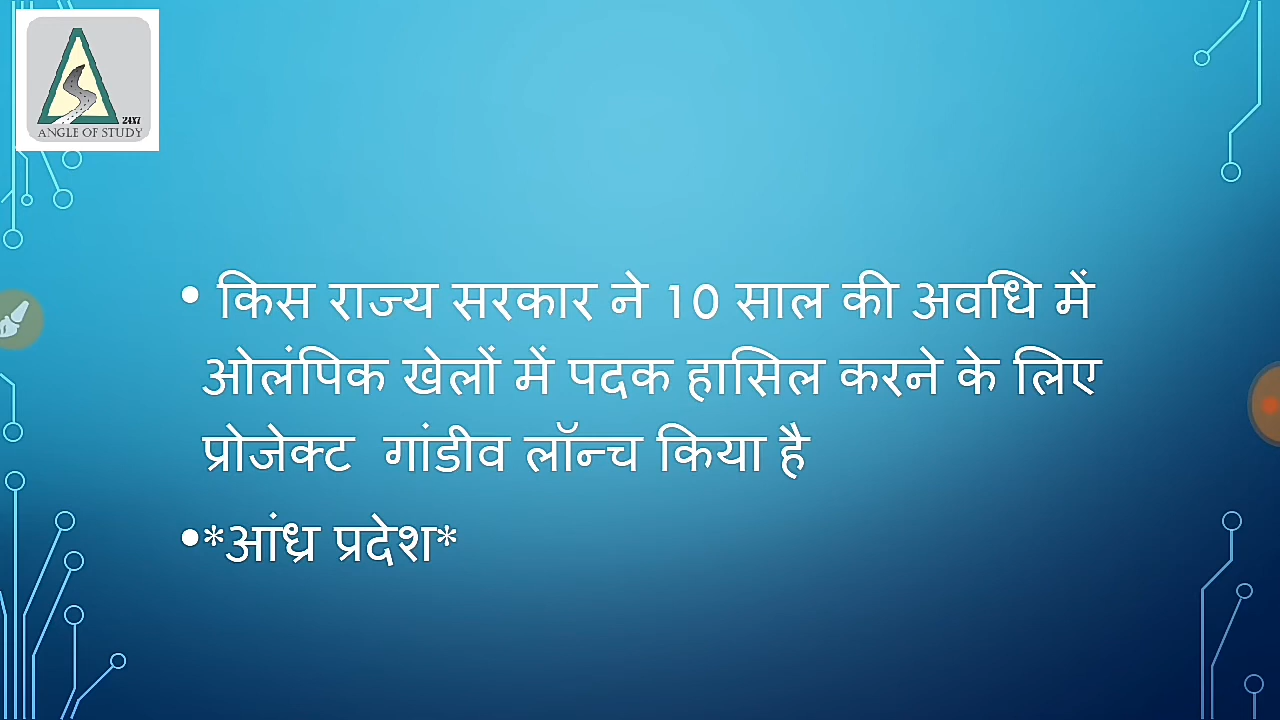 24X7
ANGLE OF STUDY
• किस राज्य सरकार ने 10 साल की अवधि में
ओलंपिक खेलों में पदक हासिल करने के लिए
प्रोजेक्ट गांडीव लॉन्च किया है
•*आंध्र प्रदेश*